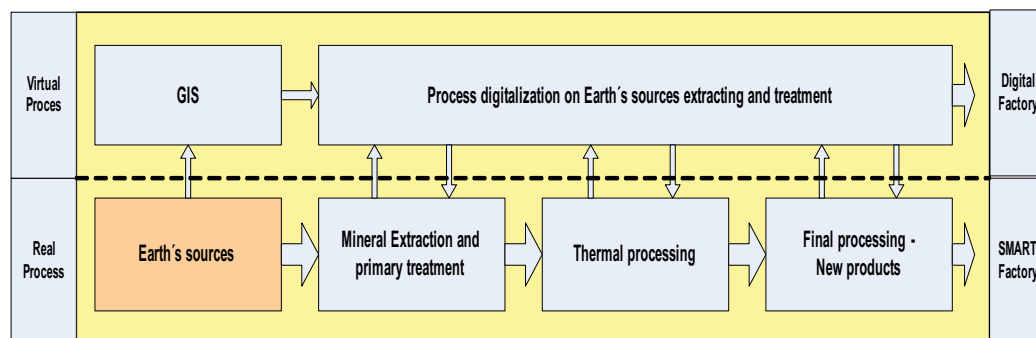 Virtual
Proces
GIS
Process digitalization on Earth´s sources extracting and treatment
Digital
Factory
Real
Process
Earth´s sources
Mineral Extraction and
primary treatment
Thermal processing
Final processing -
New products
SMART
Factory